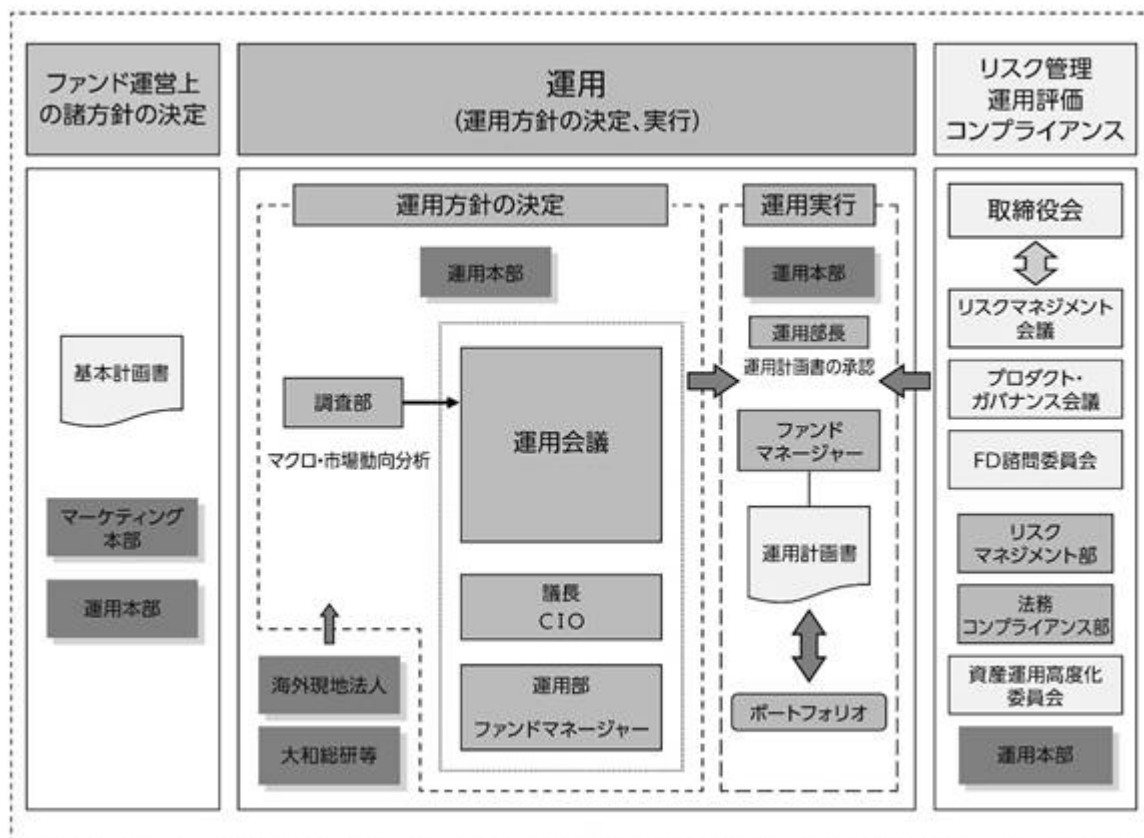 ファンド運営上
の諸方針の決定
運用
(運用方針の決定、実行)
リスク管理
運用評価
コンプライアンス
基本計画書
マーケティング
本部
運用本部
運用方針の決定
運用本部
調査部
マクロ・市場動向分析
運用会議
議長
CIO
運用部
ファンドマネージャー
海外現地法人
大和総研等
運用実行
運用本部
運用部長
運用計画書の承認
ファンド
マネージャー
運用計画書
ポートフォリオ
取締役会
リスクマネジメント
会議
プロダクト・
ガバナンス会議
FD諮問委員会
リスク
マネジメント部
法務
コンプライアンス部
資産運用高度化
委員会
運用本部